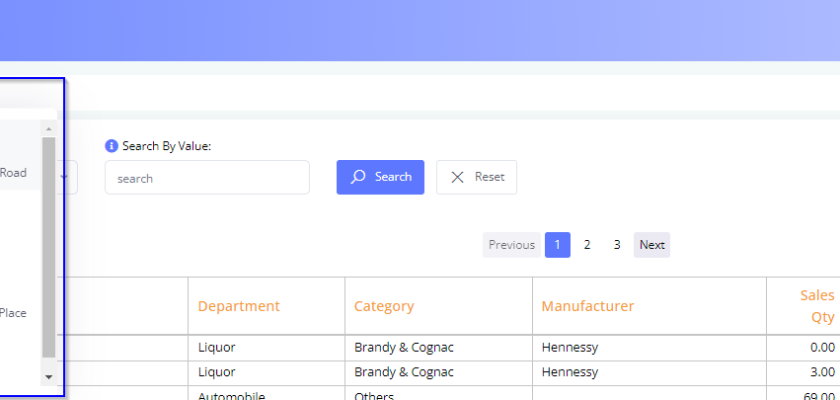 Search By Value:
Road
search
Search
Reset
Previous 1 2 3 Next
Place
Department Category Manufacturer Sales Qty
Liquor Brandy & Cognac Hennessy 0.00
Liquor Brandy & Cognac Hennessy 3.00
Automobile Others 69.00